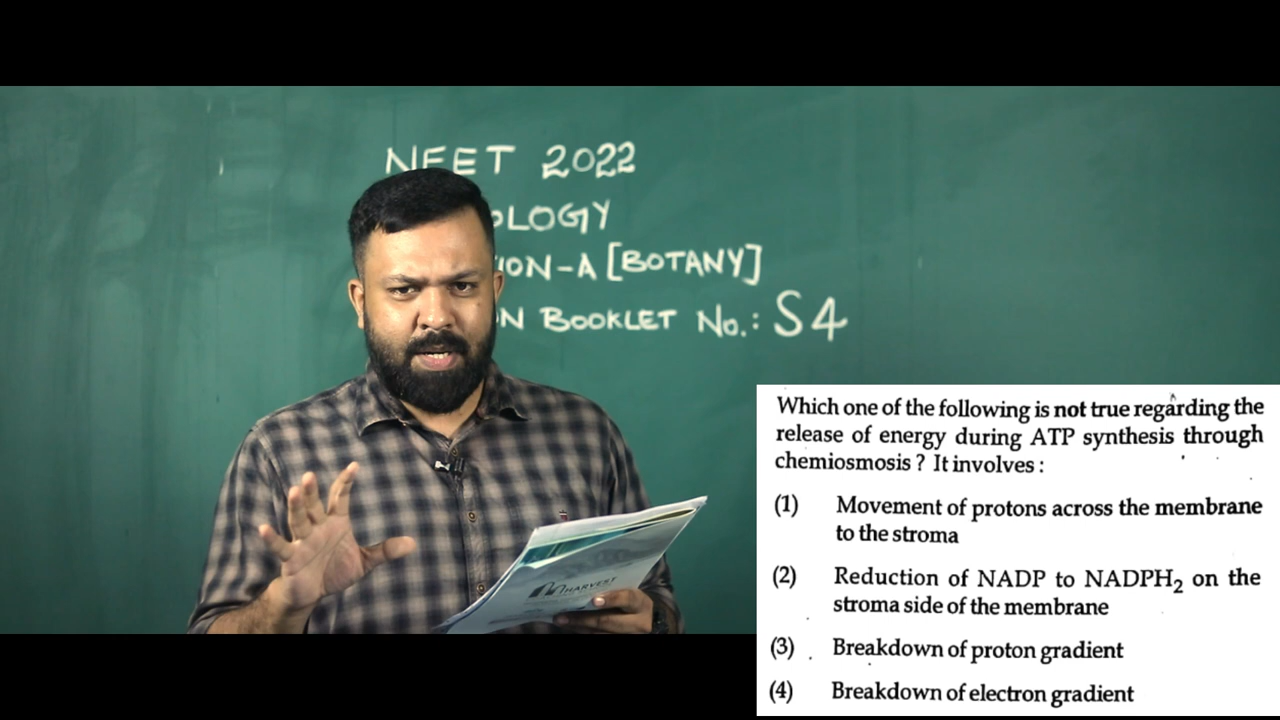 NEET 2022
OLOGY
ION-A [BOTANY]
N BOOKLET No.: S4
HARVEST
Which one of the following is not true regarding the
release of energy during ATP synthesis through
chemiosmosis ? It involves :
(1) Movement of protons across the membrane
to the stroma
(2) Reduction of NADP to NADPH₂ on the
stroma side of the membrane
(3) Breakdown of proton gradient
(4) Breakdown of electron gradient